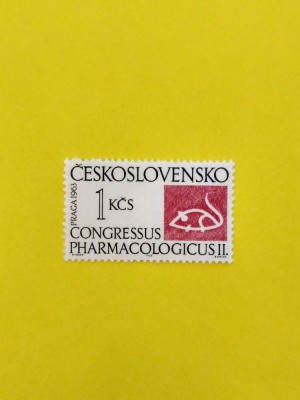 ČESKOSLOVENSKO
PRAGA 1963
1 KČS
CONGRESSUS
PHARMACOLOGICUS II.